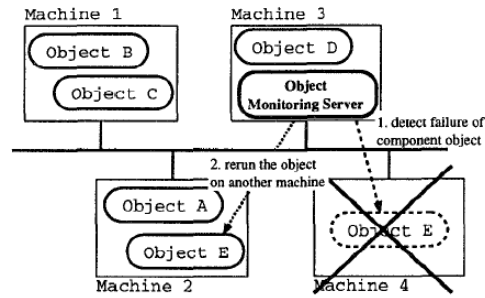 Machine 1
Object B
Object C
Machine 3
Object D
Object
Monitoring Server
1. detect failure of
component object
2. rerun the object
on another machine
Object A
Object E
Machine 2
Object E
Machine 4